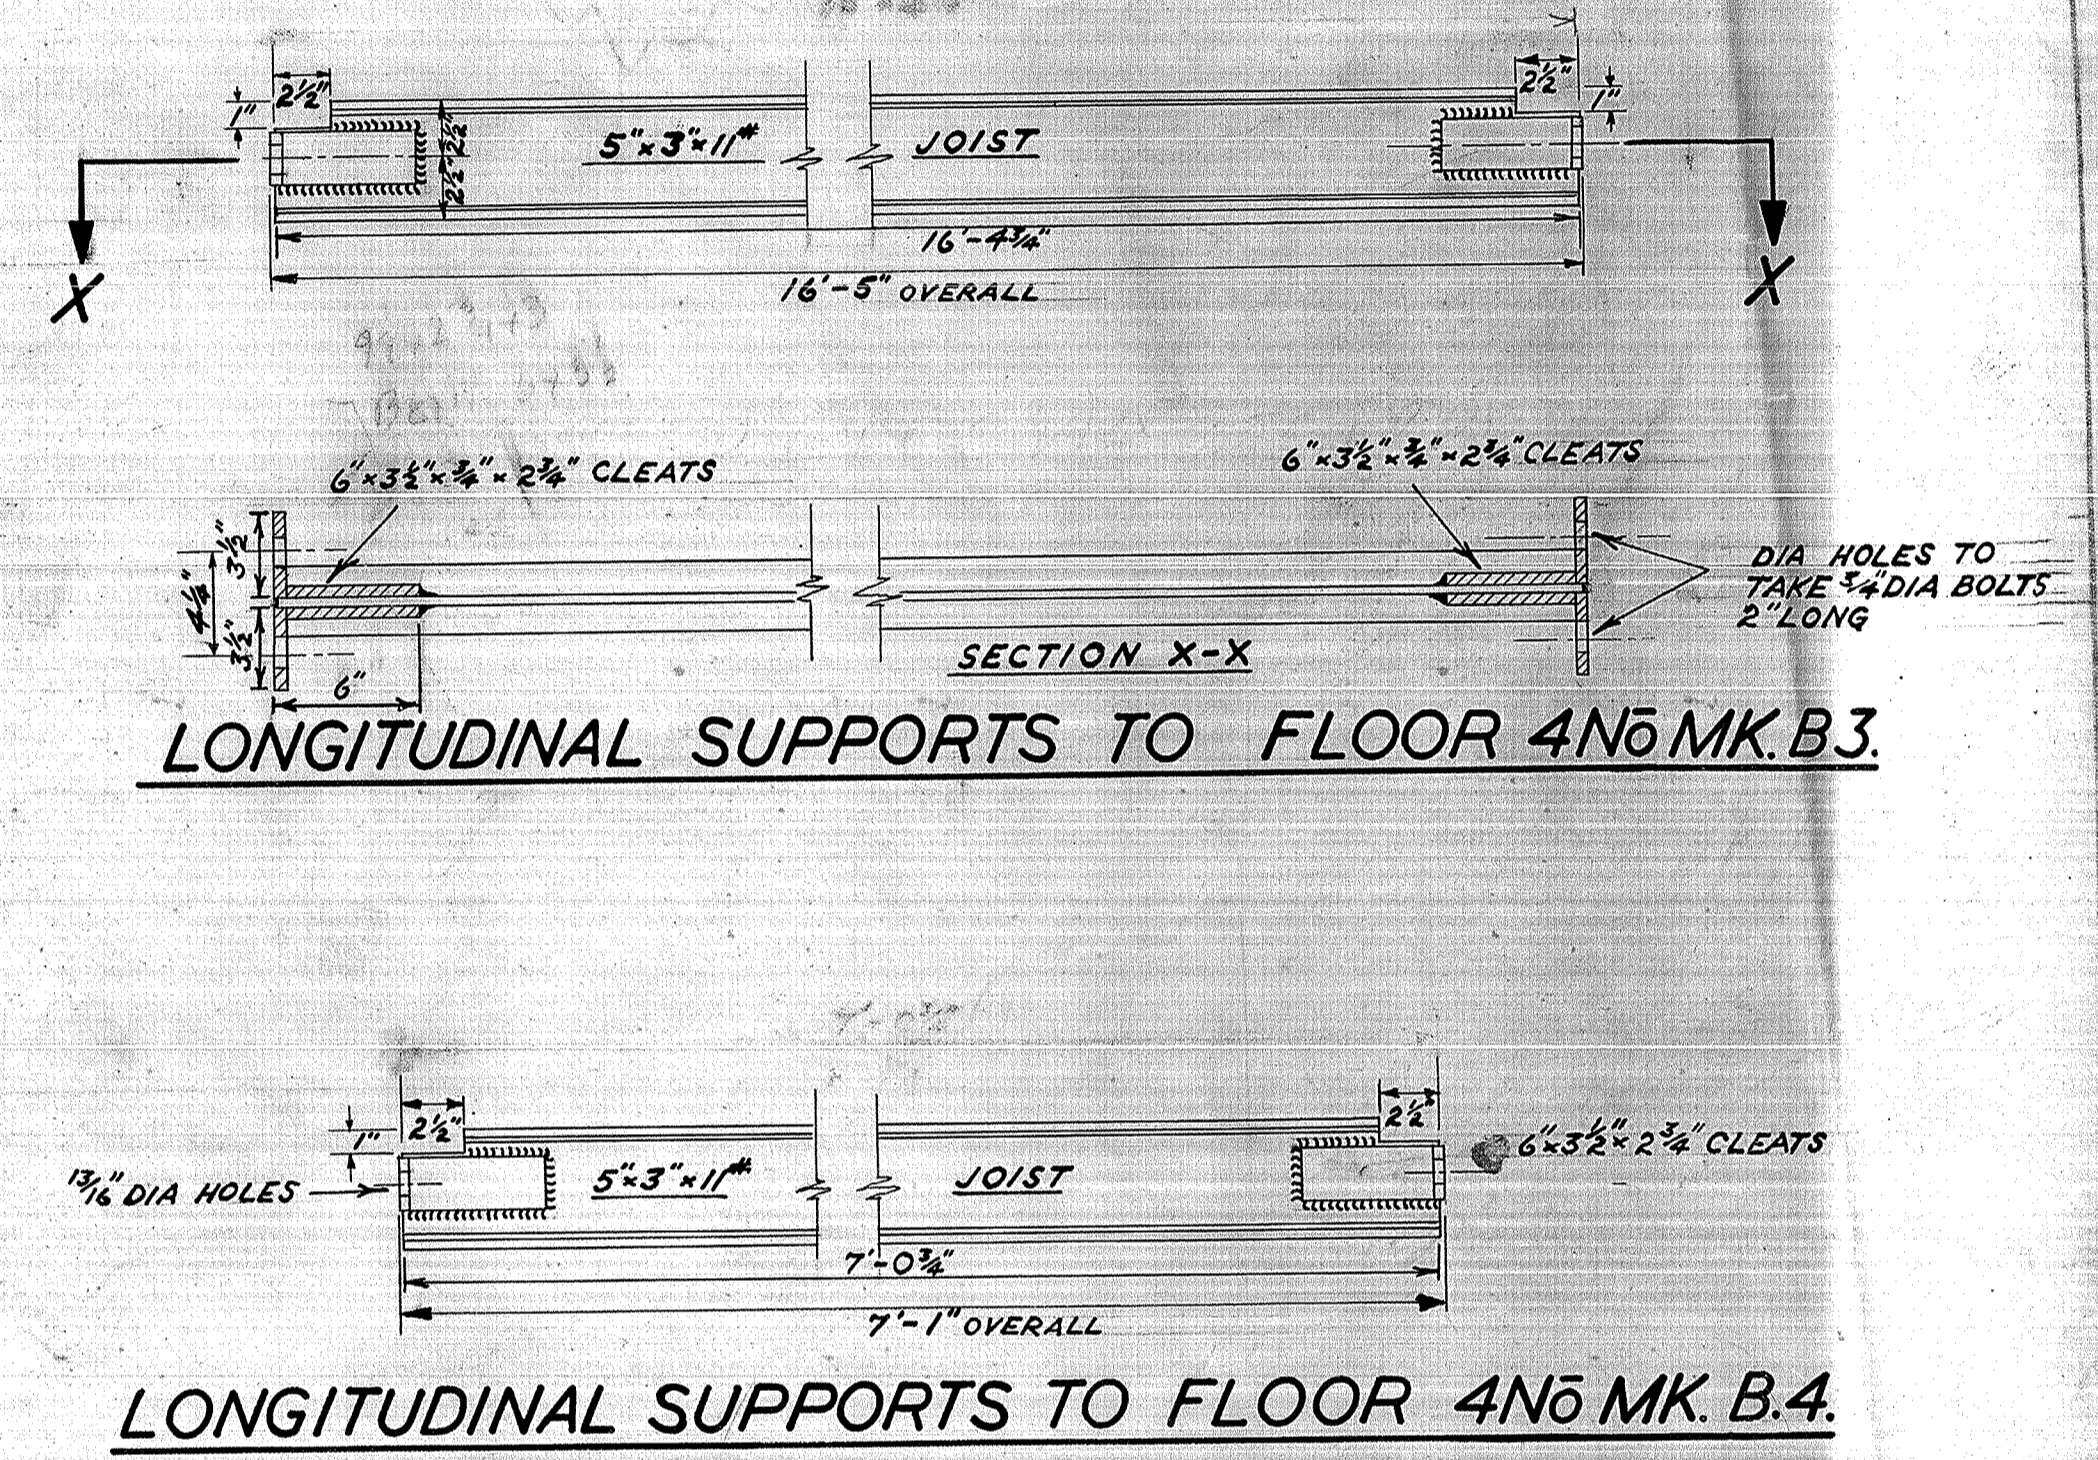 2½" 2½"
1" 1"
5"×3"×11# JOIST
2½" 2½"
16'-4¾"
16'-5" OVERALL
X X
6"×3½"×¾"×2¾" CLEATS 6"×3½"×¾"×2¾" CLEATS
3½"
4¼"
3½"
6"
DIA HOLES TO
TAKE ¾" DIA BOLTS
2" LONG
SECTION X-X
LONGITUDINAL SUPPORTS TO FLOOR 4Nō MK. B3.
2½" 2½"
1"
13/16" DIA HOLES
5"×3"×11# JOIST
6"×3½"×2¾" CLEATS
7'-0¾"
7'-1" OVERALL
LONGITUDINAL SUPPORTS TO FLOOR 4Nō MK. B.4.